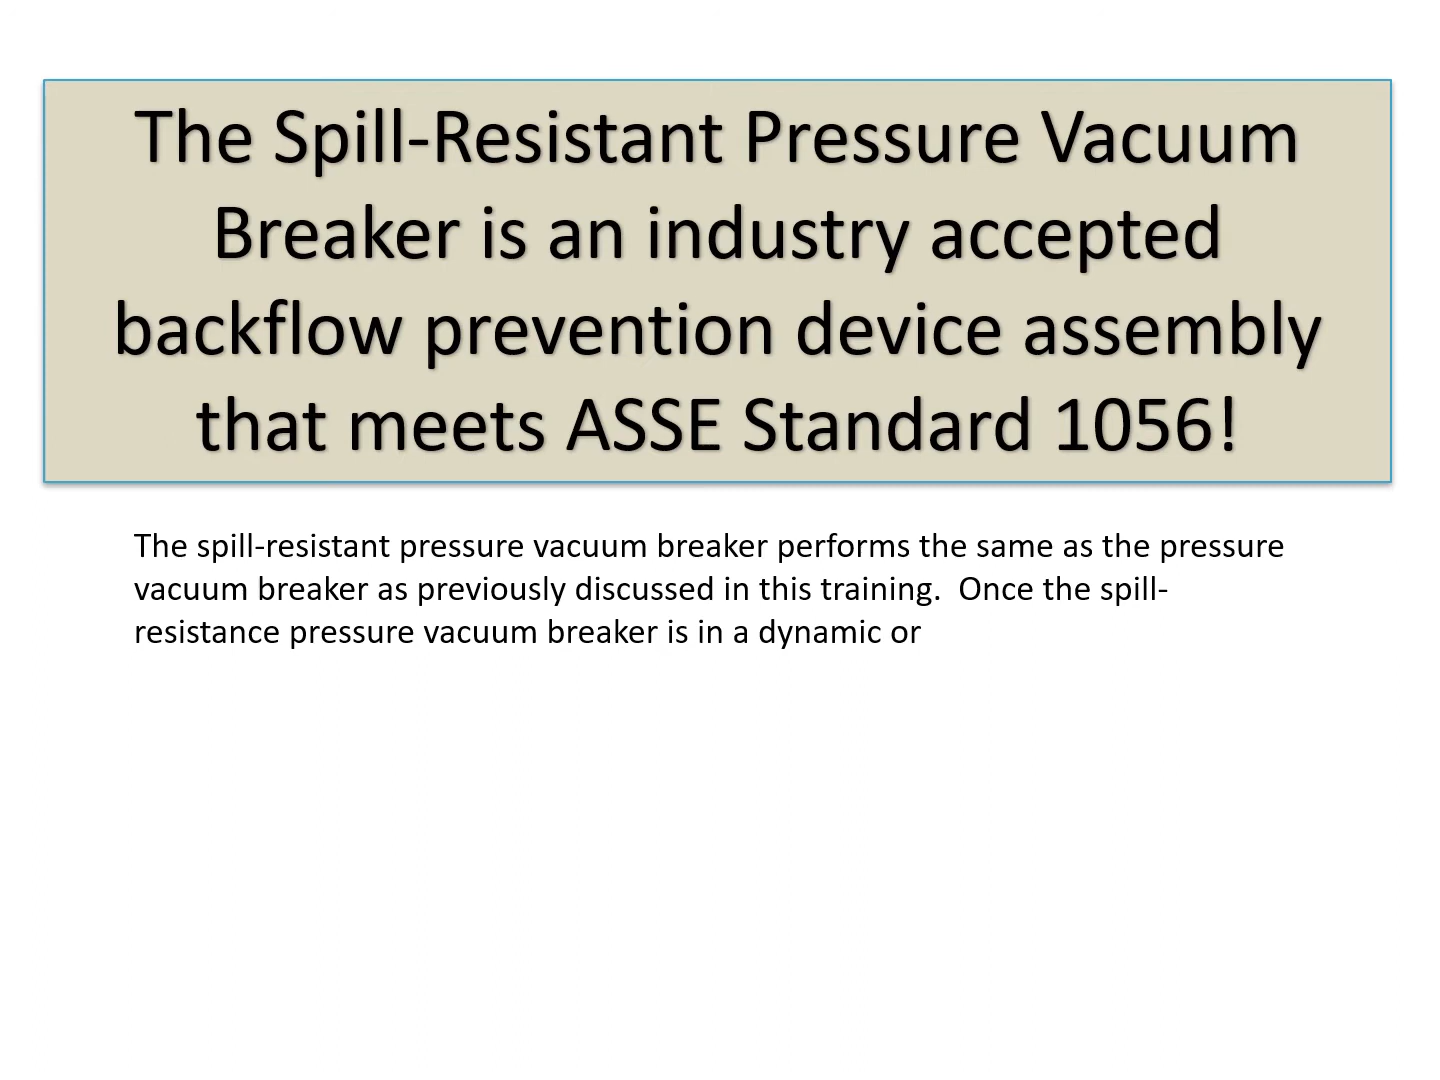 The Spill-Resistant Pressure Vacuum
Breaker is an industry accepted
backflow prevention device assembly
that meets ASSE Standard 1056!
The spill-resistant pressure vacuum breaker performs the same as the pressure
vacuum breaker as previously discussed in this training.  Once the spill-
resistance pressure vacuum breaker is in a dynamic or